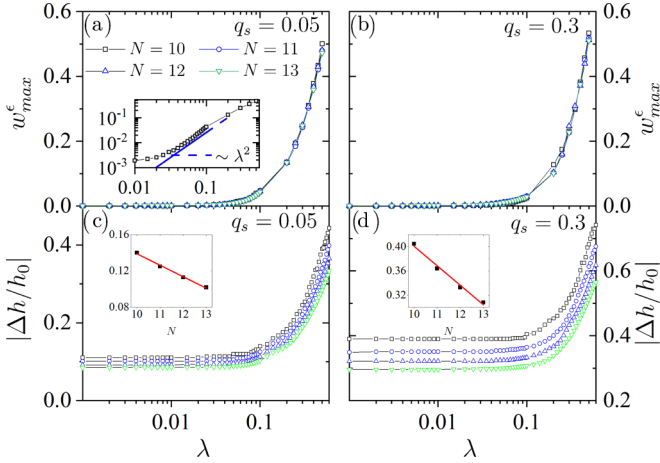 (a)
q_s = 0.05
(b)
q_s = 0.3
N = 10
N = 11
N = 12
N = 13
w^ϵ_max
0.6
0.4
0.2
0.0
10^-1
10^-2
10^-3
0.01
0.1
∼ λ^2
0.6
0.4
0.2
0.0
w^ϵ_max
(c)
q_s = 0.05
(d)
q_s = 0.3
|Δh/h_0|
0.4
0.2
0.0
0.16
0.12
0.08
10 11 12 13
N
0.40
0.36
0.32
10 11 12 13
N
0.8
0.6
0.4
0.2
|Δh/h_0|
0.01
0.1
λ
0.01
0.1
λ